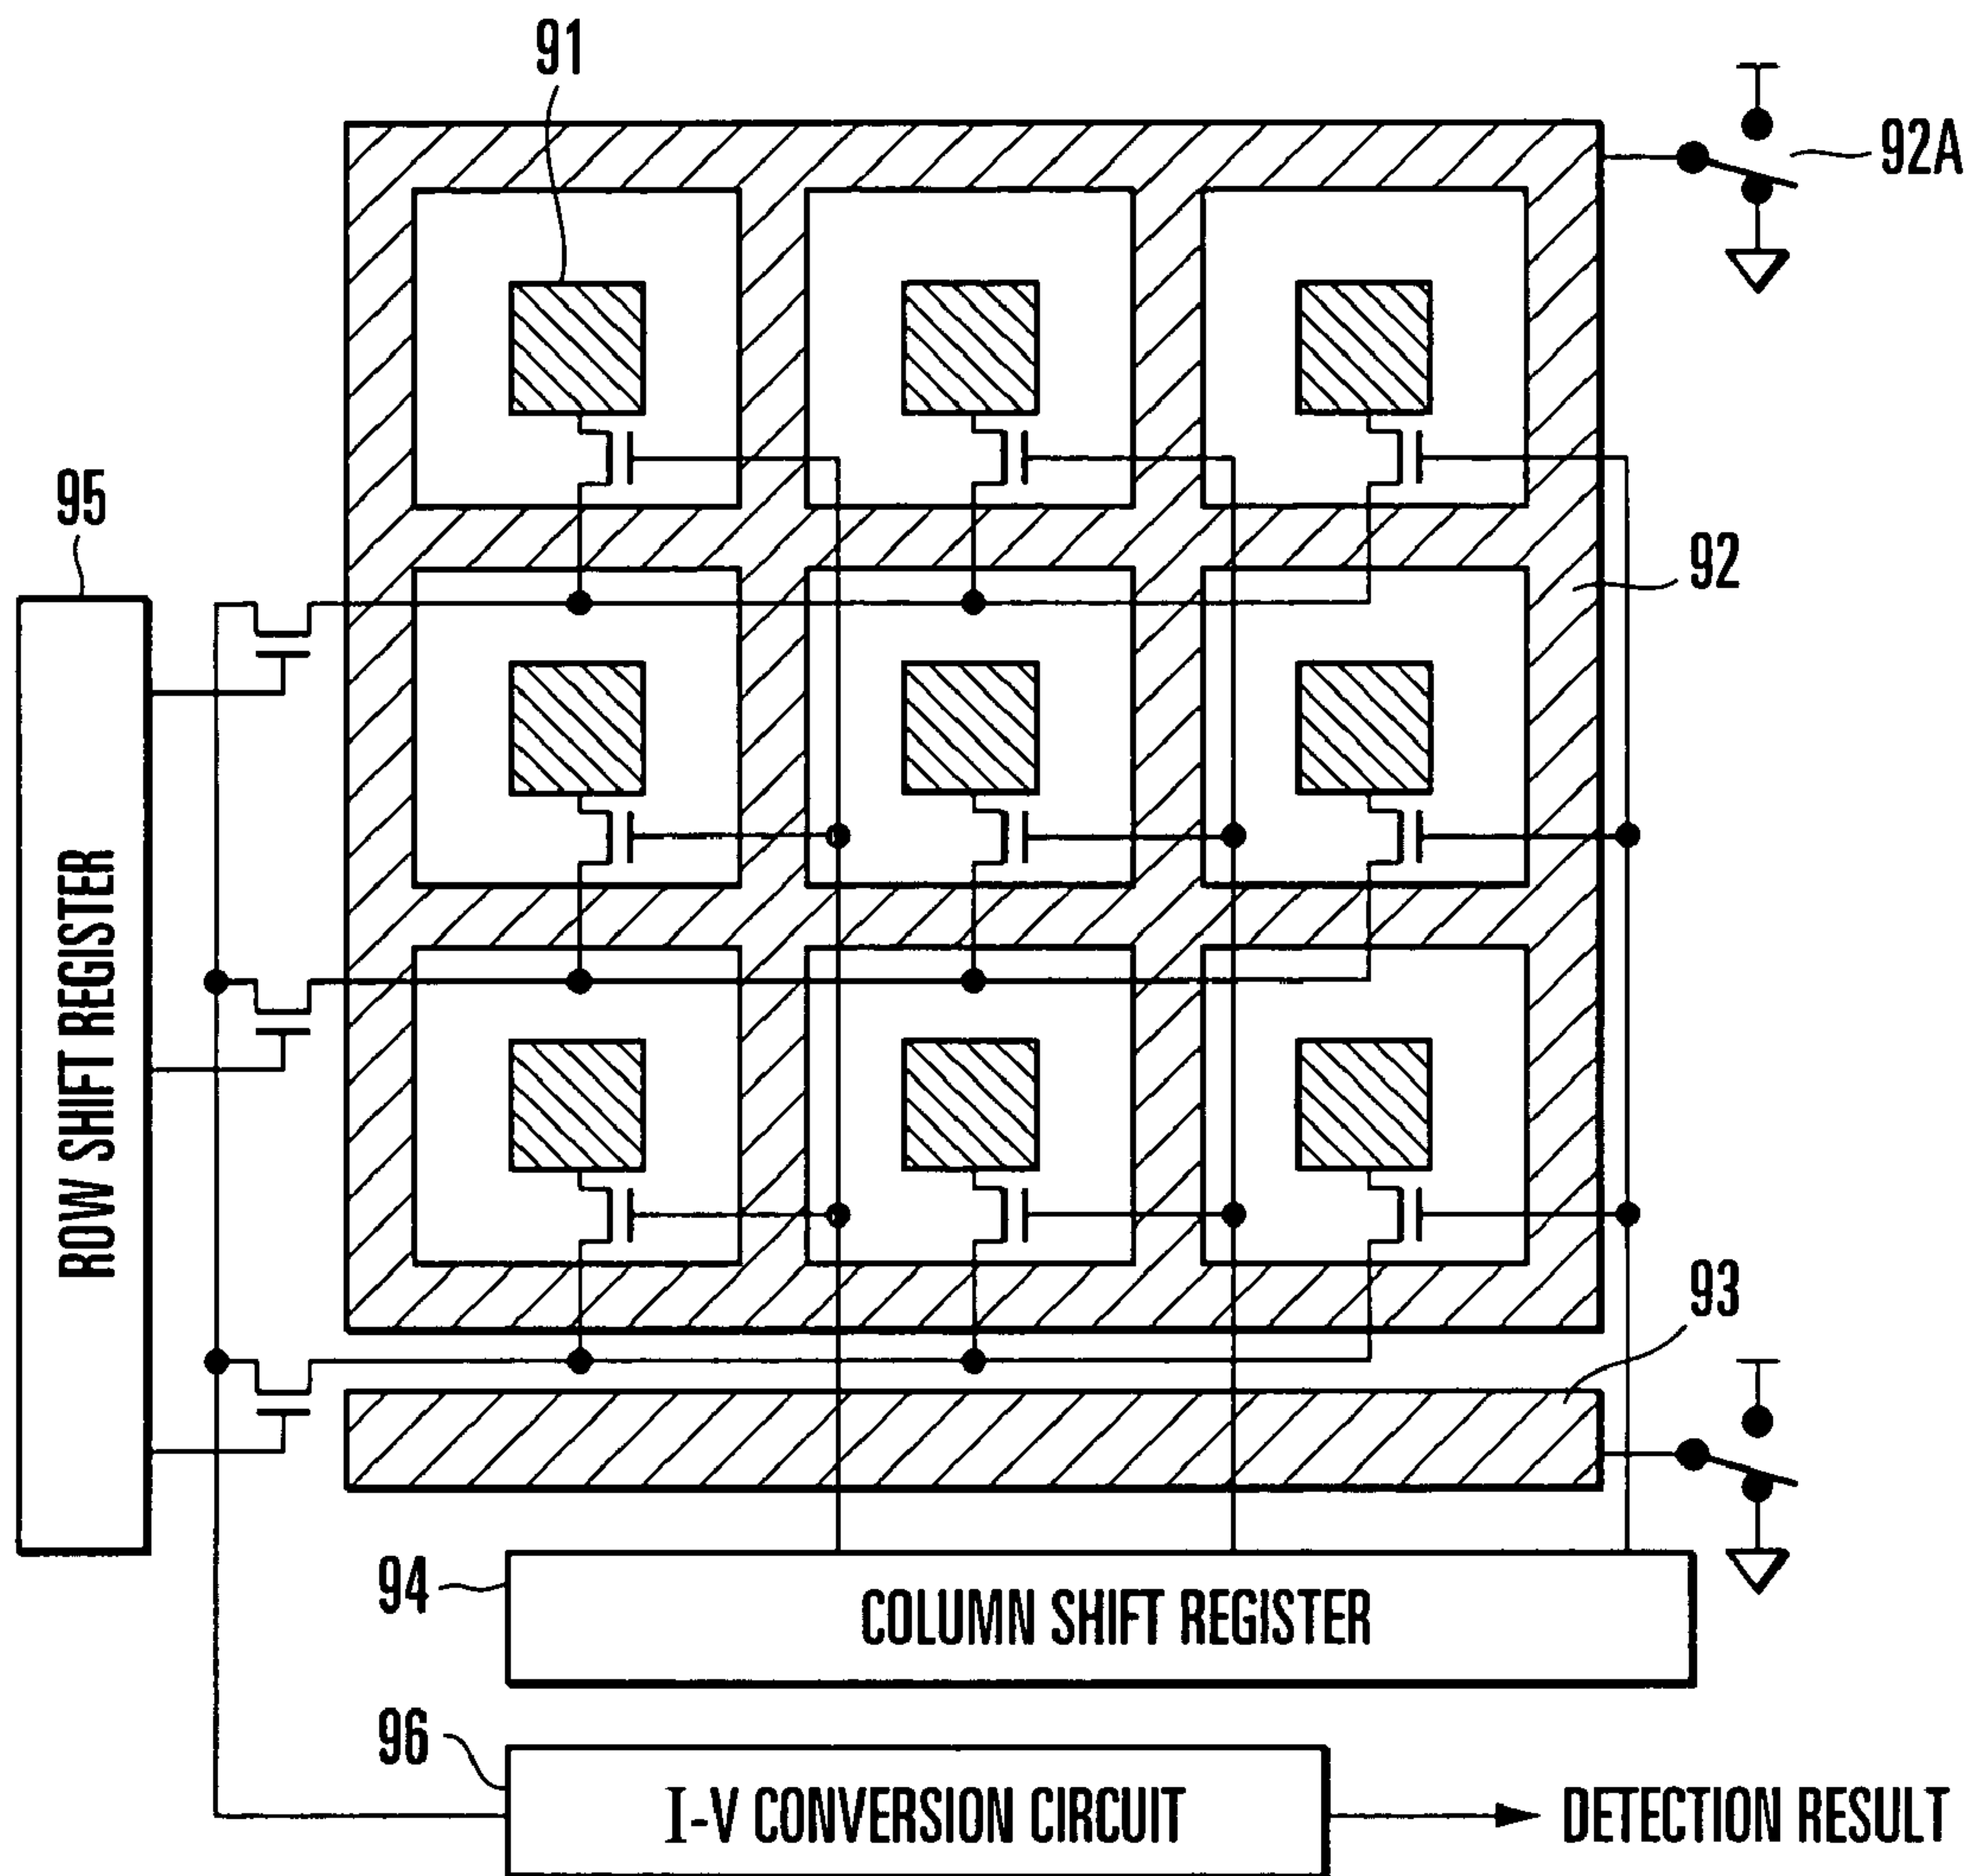 91
92A
95
92
ROW SHIFT REGISTER
93
94
COLUMN SHIFT REGISTER
96
I-V CONVERSION CIRCUIT
DETECTION RESULT